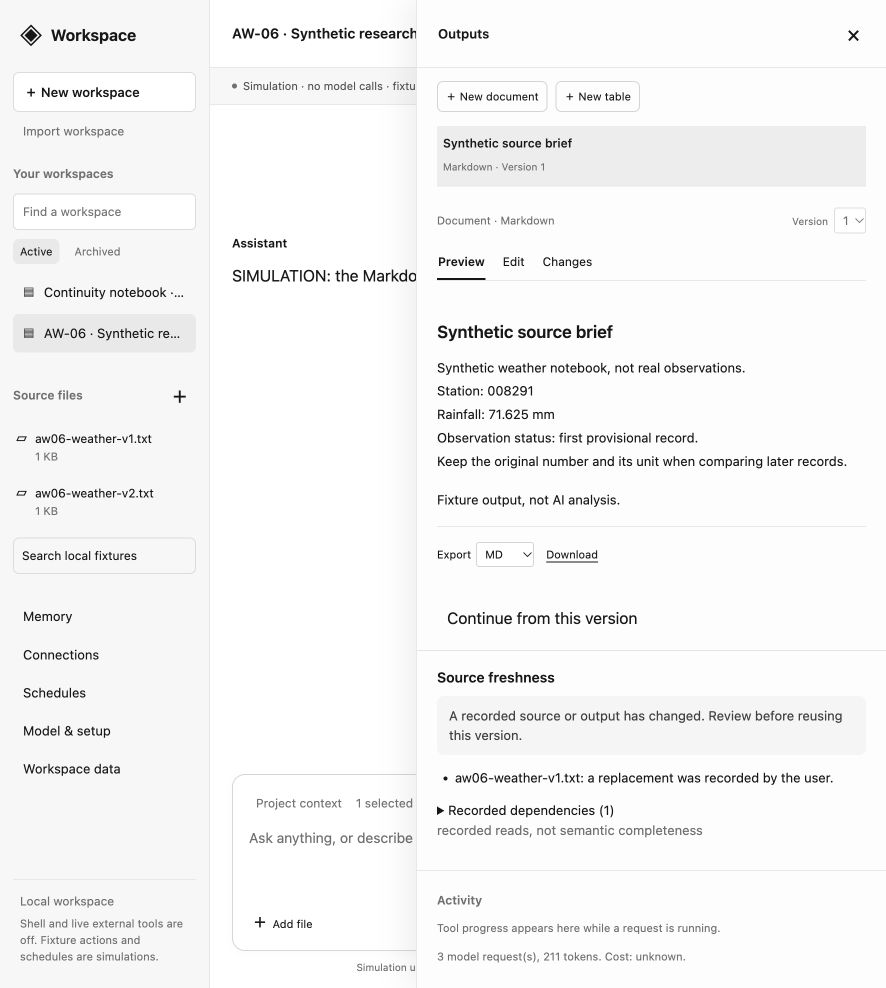 Workspace
+ New workspace
Import workspace
Your workspaces
Find a workspace
Active Archived
Continuity notebook ·...
AW-06 · Synthetic re...
Source files +
aw06-weather-v1.txt
1 KB
aw06-weather-v2.txt
1 KB
Search local fixtures
Memory
Connections
Schedules
Model & setup
Workspace data
Local workspace
Shell and live external tools are
off. Fixture actions and
schedules are simulations.
AW-06 · Synthetic research
Simulation · no model calls · fixtu
Assistant
SIMULATION: the Markdo
Project context 1 selected
Ask anything, or describe
+ Add file
Simulation u
Outputs
+ New document + New table
Synthetic source brief
Markdown · Version 1
Document · Markdown Version 1
Preview Edit Changes
Synthetic source brief
Synthetic weather notebook, not real observations.
Station: 008291
Rainfall: 71.625 mm
Observation status: first provisional record.
Keep the original number and its unit when comparing later records.
Fixture output, not AI analysis.
Export MD Download
Continue from this version
Source freshness
A recorded source or output has changed. Review before reusing
this version.
• aw06-weather-v1.txt: a replacement was recorded by the user.
Recorded dependencies (1)
recorded reads, not semantic completeness
Activity
Tool progress appears here while a request is running.
3 model request(s), 211 tokens. Cost: unknown.